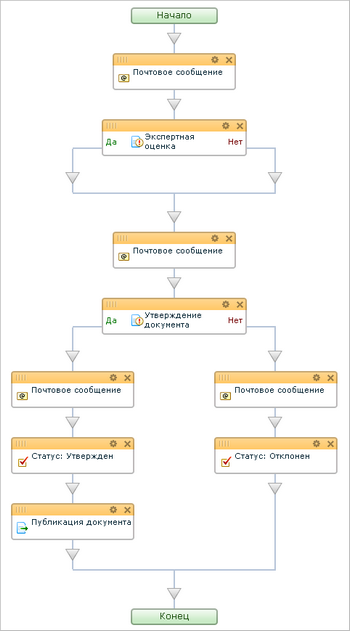 Начало
Почтовое сообщение
Экспертная
оценка
Да
Нет
Почтовое сообщение
Утверждение
документа
Да
Нет
Почтовое сообщение
Почтовое сообщение
Статус: Утвержден
Статус: Отклонен
Публикация документа
Конец